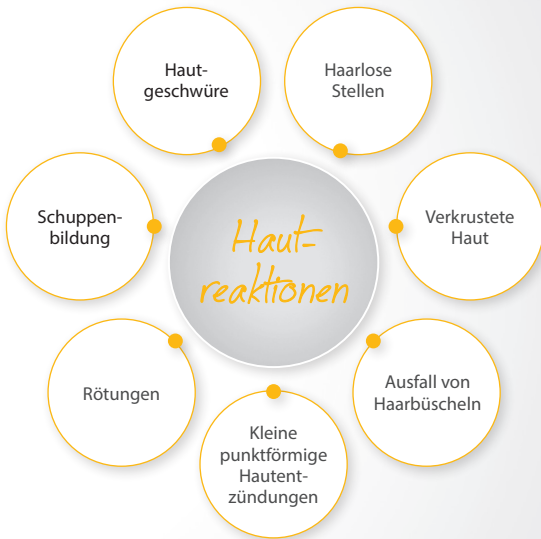 Haut-
geschwüre
Haarlose
Stellen
Schuppen-
bildung
Haut-
reaktionen
Verkrustete
Haut
Rötungen
Ausfall von
Haarbüscheln
Kleine
punktförmige
Hautent-
zündungen